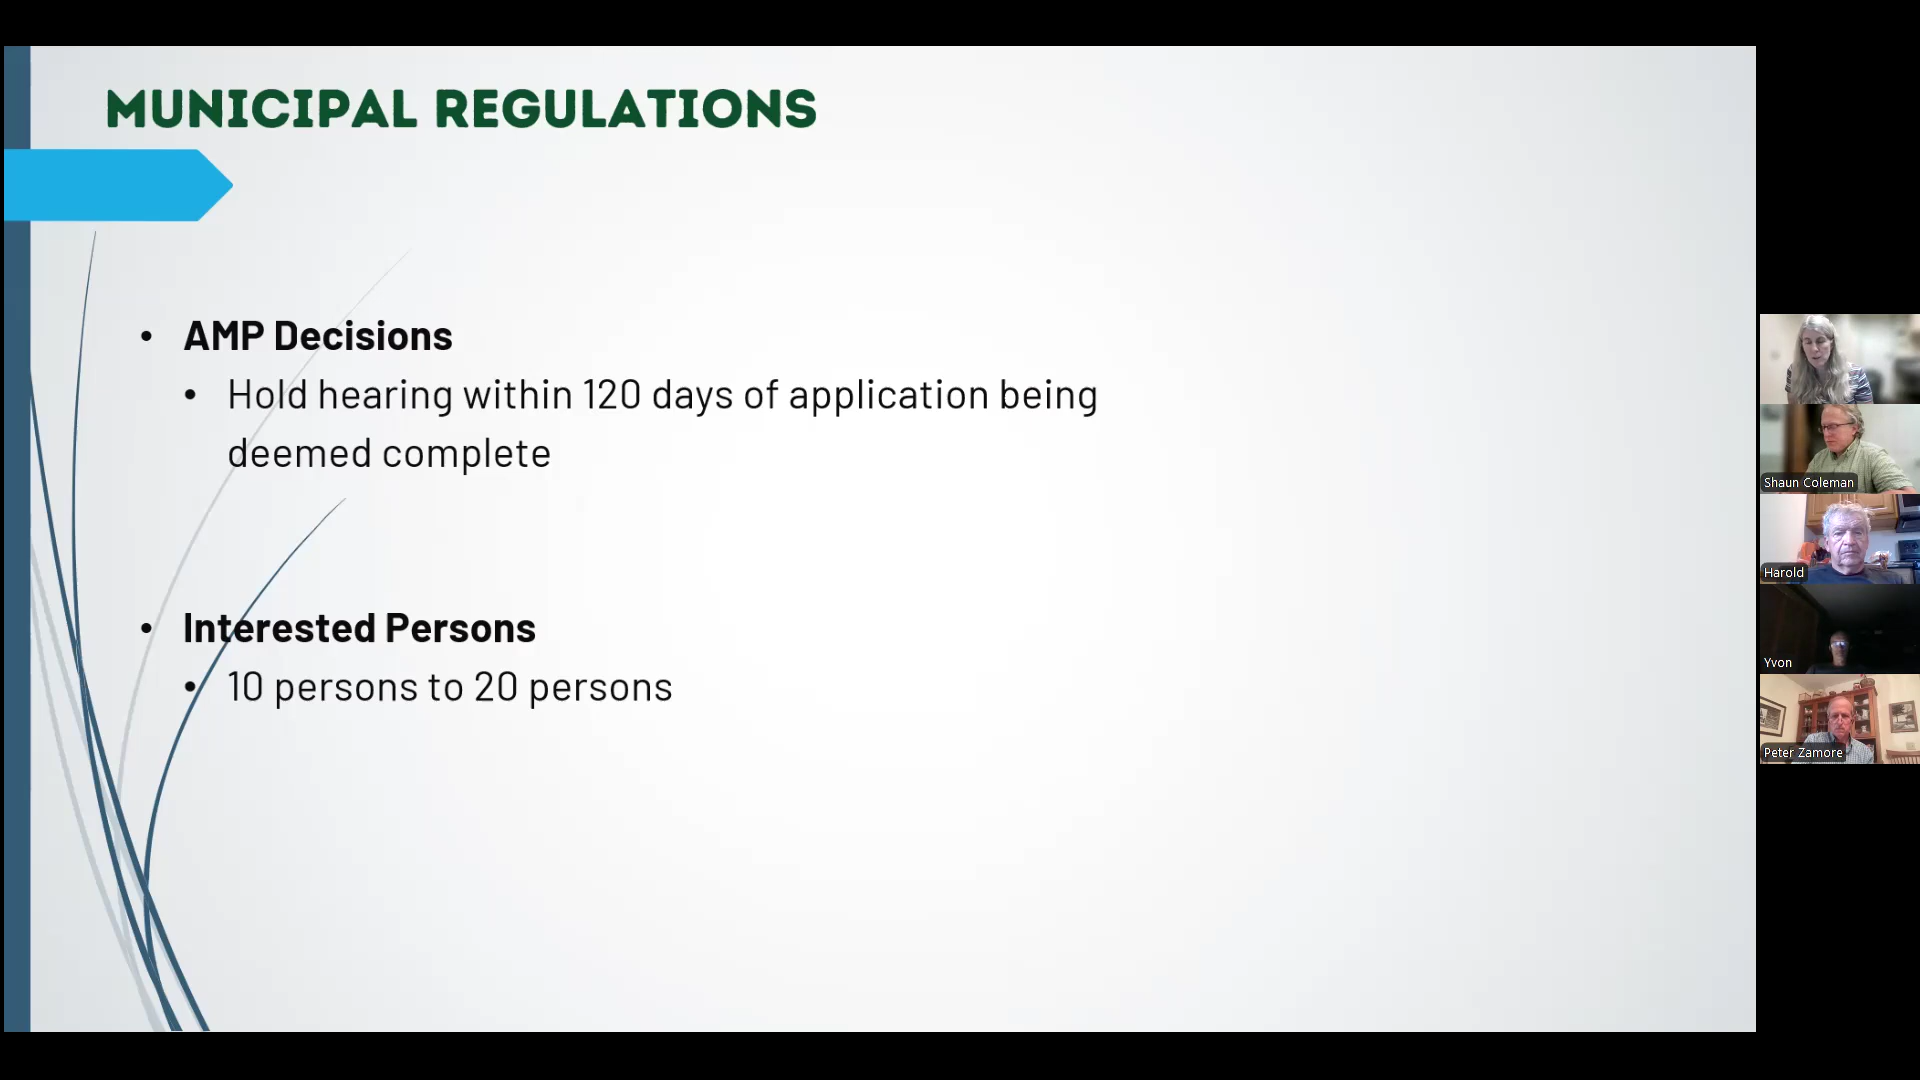 MUNICIPAL REGULATIONS
• AMP Decisions
• Hold hearing within 120 days of application being
deemed complete
• Interested Persons
• 10 persons to 20 persons
Shaun Coleman
Harold
Yvon
Peter Zamore